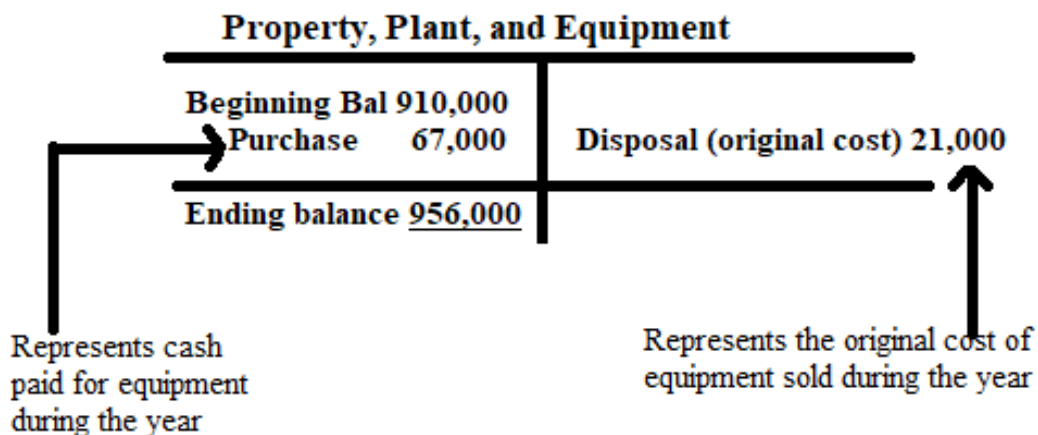 Property, Plant, and Equipment
Beginning Bal 910,000
Purchase 67,000
Disposal (original cost) 21,000
Ending balance 956,000
Represents cash
paid for equipment
during the year
Represents the original cost of
equipment sold during the year